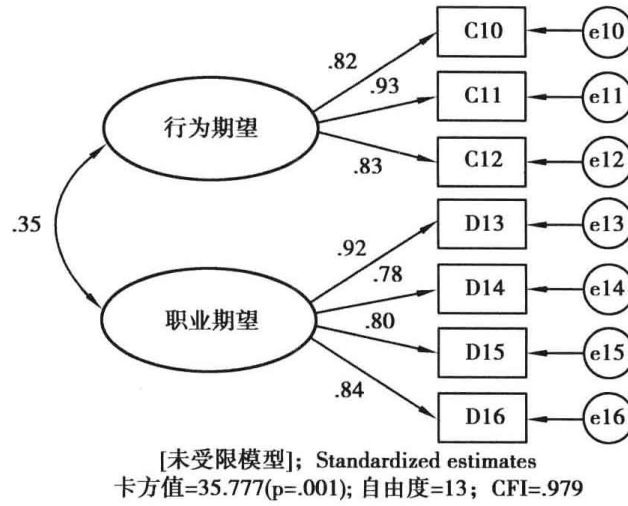 .82
C10
e10
.93
C11
e11
行为期望
.83
C12
e12
.35
.92
D13
e13
.78
D14
e14
职业期望
.80
D15
e15
.84
D16
e16
[未受限模型]; Standardized estimates
卡方值=35.777(p=.001); 自由度=13; CFI=.979